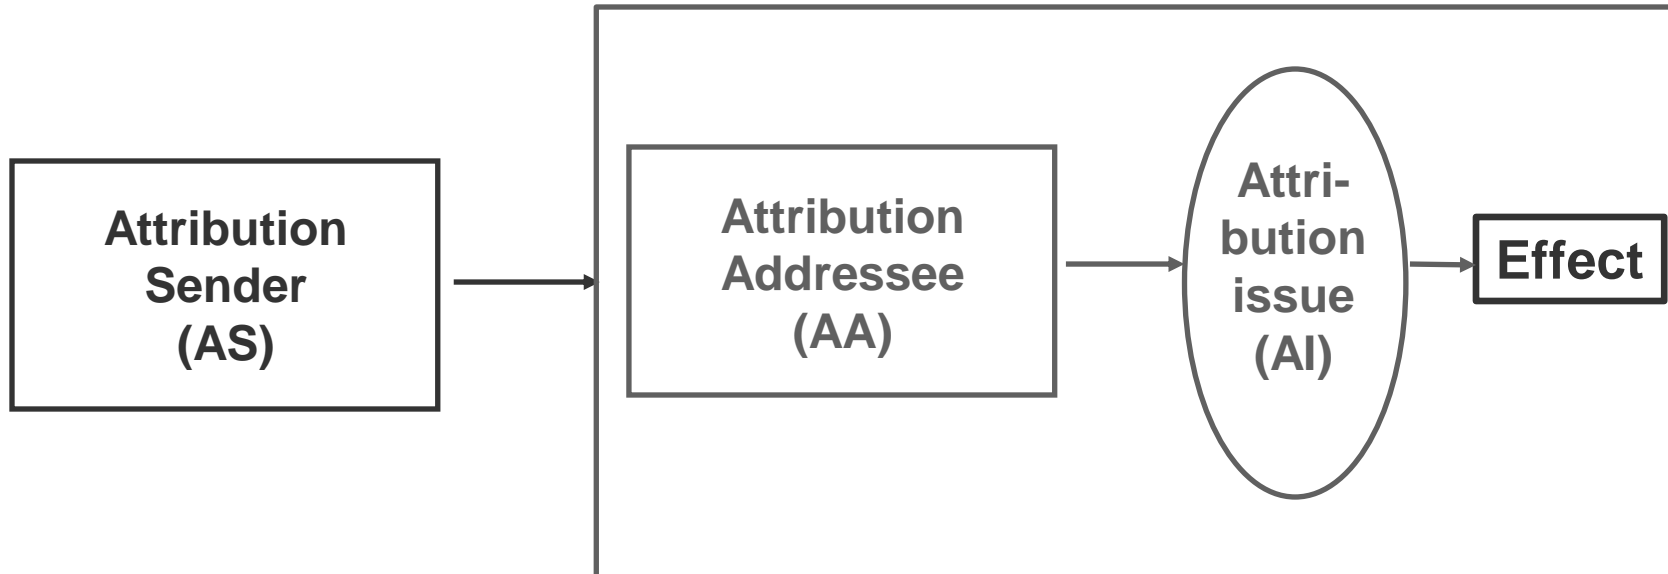 Attribution
Sender
(AS)
Attribution
Addressee
(AA)
Attri-
bution
issue
(AI)
Effect